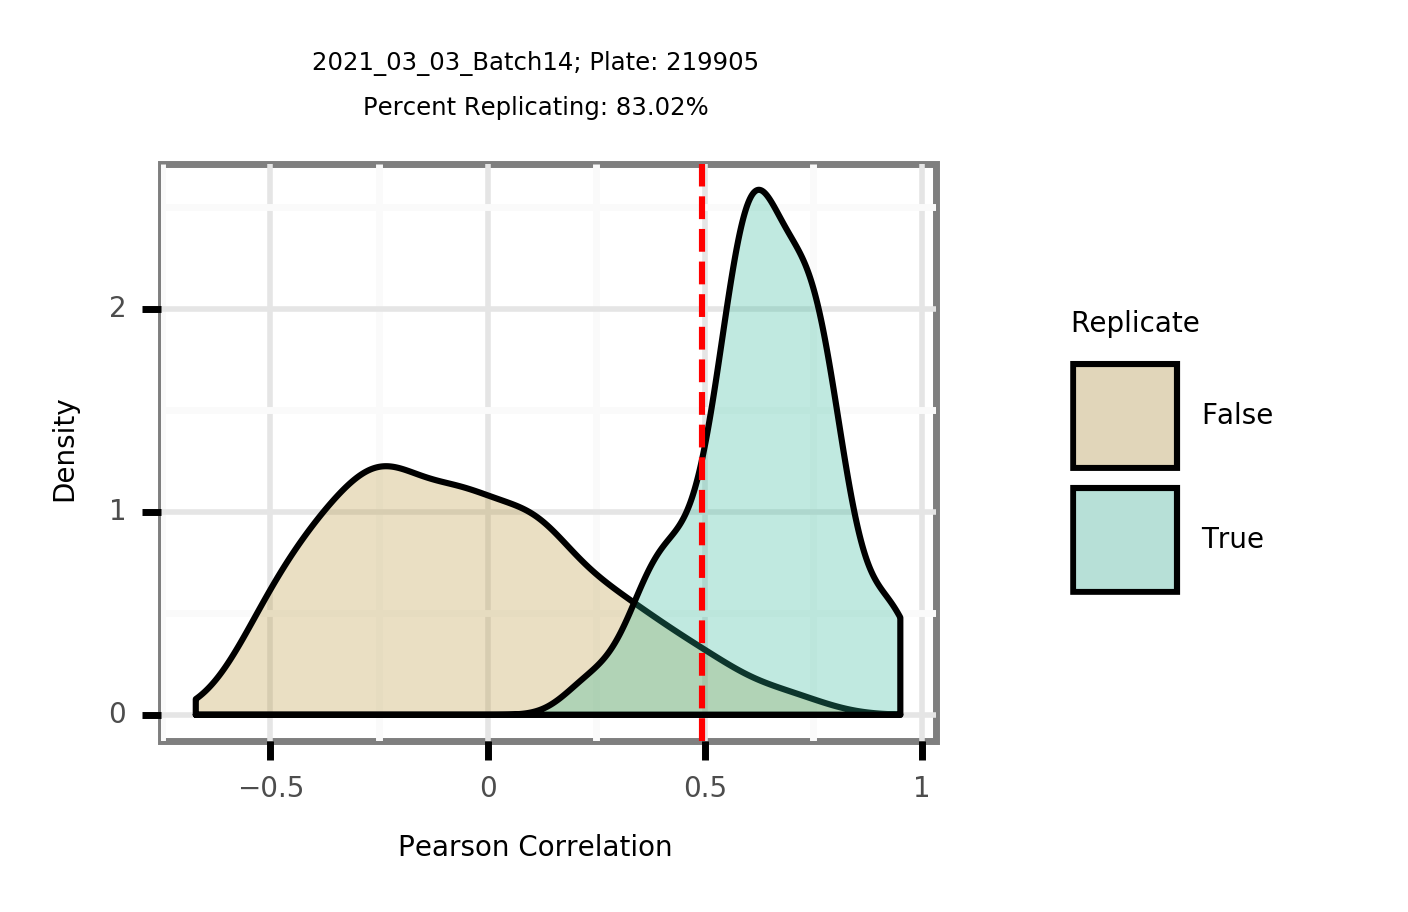 2021_03_03_Batch14; Plate: 219905
Percent Replicating: 83.02%
2
1
0
Density
−0.5
0
0.5
1
Pearson Correlation
Replicate
False
True